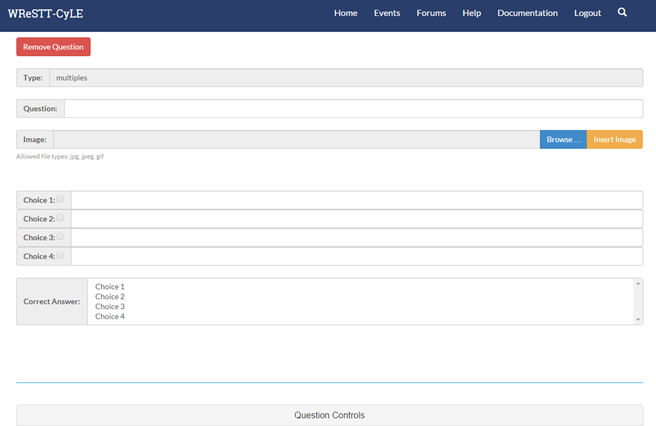 WReSTT-CyLE Home Events Forums Help Documentation Logout
Remove Question
Type: multiples
Question:
Image: Browse ... Insert Image
Allowed file types: jpg, jpeg, gif
Choice 1:
Choice 2:
Choice 3:
Choice 4:
Correct Answer:
Choice 1
Choice 2
Choice 3
Choice 4
Question Controls